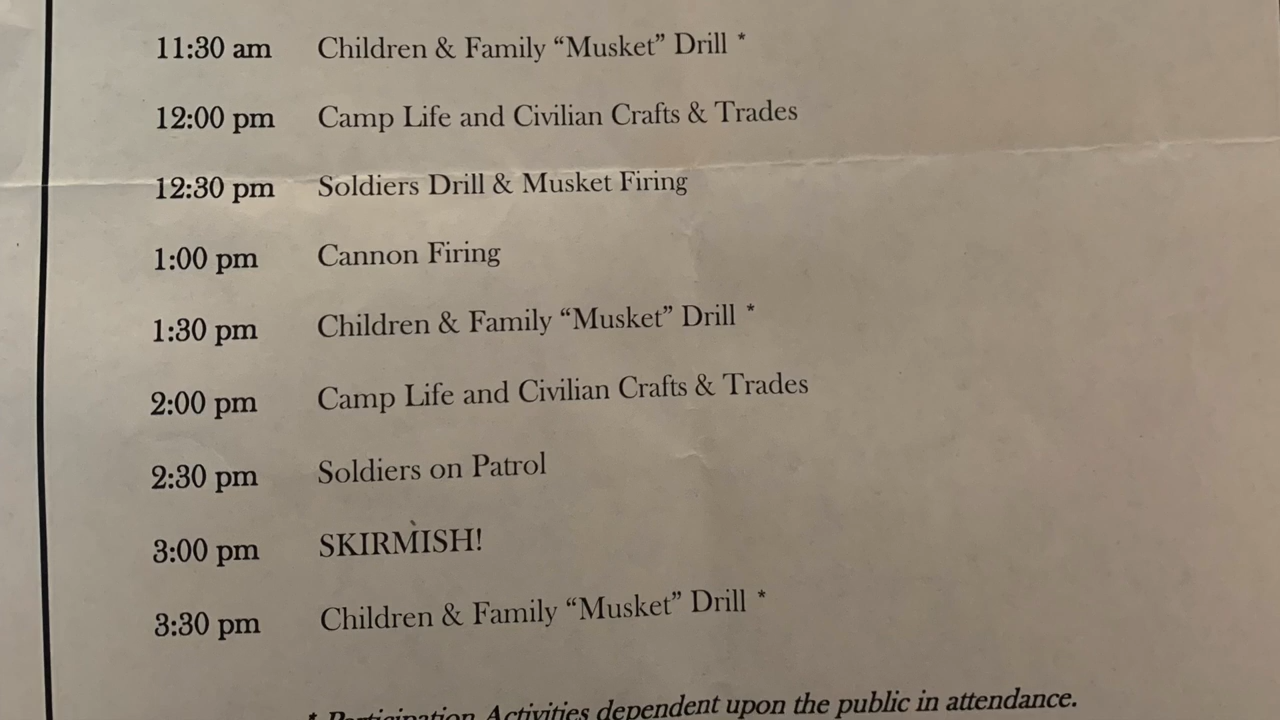 11:30 am Children & Family “Musket” Drill *
12:00 pm Camp Life and Civilian Crafts & Trades
12:30 pm Soldiers Drill & Musket Firing
1:00 pm Cannon Firing
1:30 pm Children & Family “Musket” Drill *
2:00 pm Camp Life and Civilian Crafts & Trades
2:30 pm Soldiers on Patrol
3:00 pm SKIRMISH!
3:30 pm Children & Family “Musket” Drill *
* Participation Activities dependent upon the public in attendance.